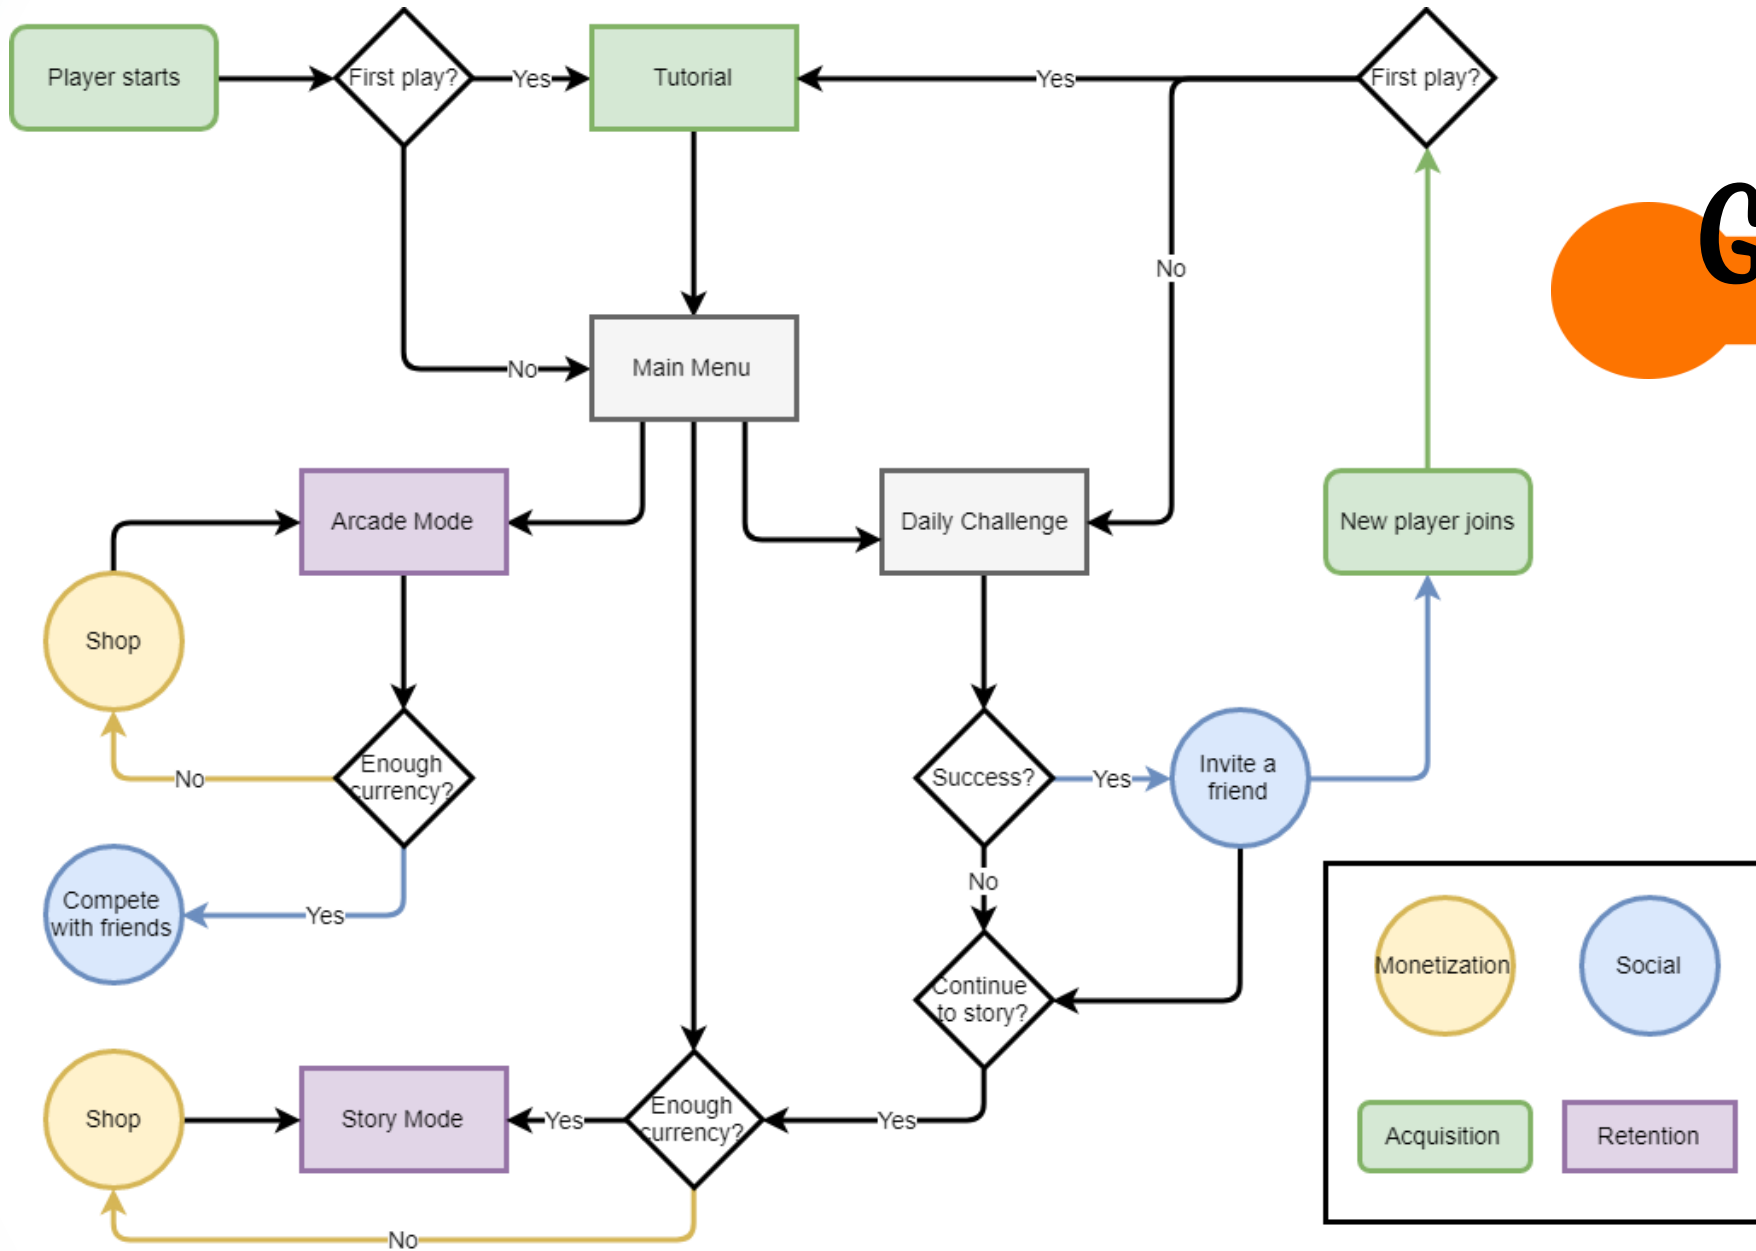 Player starts
First play?
Yes
Tutorial
Yes
First play?
No
No
Main Menu
Arcade Mode
Daily Challenge
New player joins
Shop
Enough
currency?
No
Success?
Yes
Invite a
friend
No
Compete
with friends
Yes
Continue
to story?
Shop
Story Mode
Yes
Enough
currency?
Yes
No
Monetization
Social
Acquisition
Retention
G